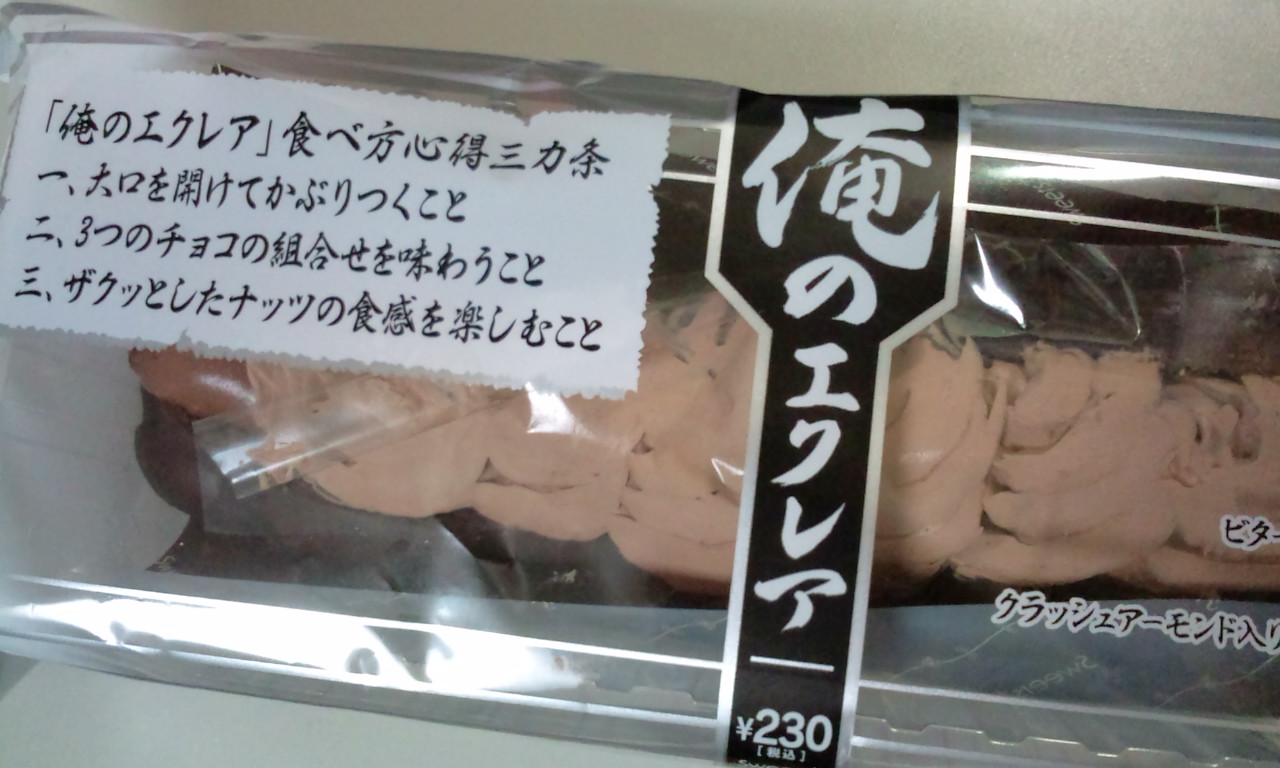 「俺のエクレア」食べ方心得三カ条
一、大口を開けてかぶりつくこと
二、3つのチョコの組合せを味わうこと
三、ザクッとしたナッツの食感を楽しむこと
俺のエクレア
¥230
[税込]
ビター
クラッシュアーモンド入り
Sweets